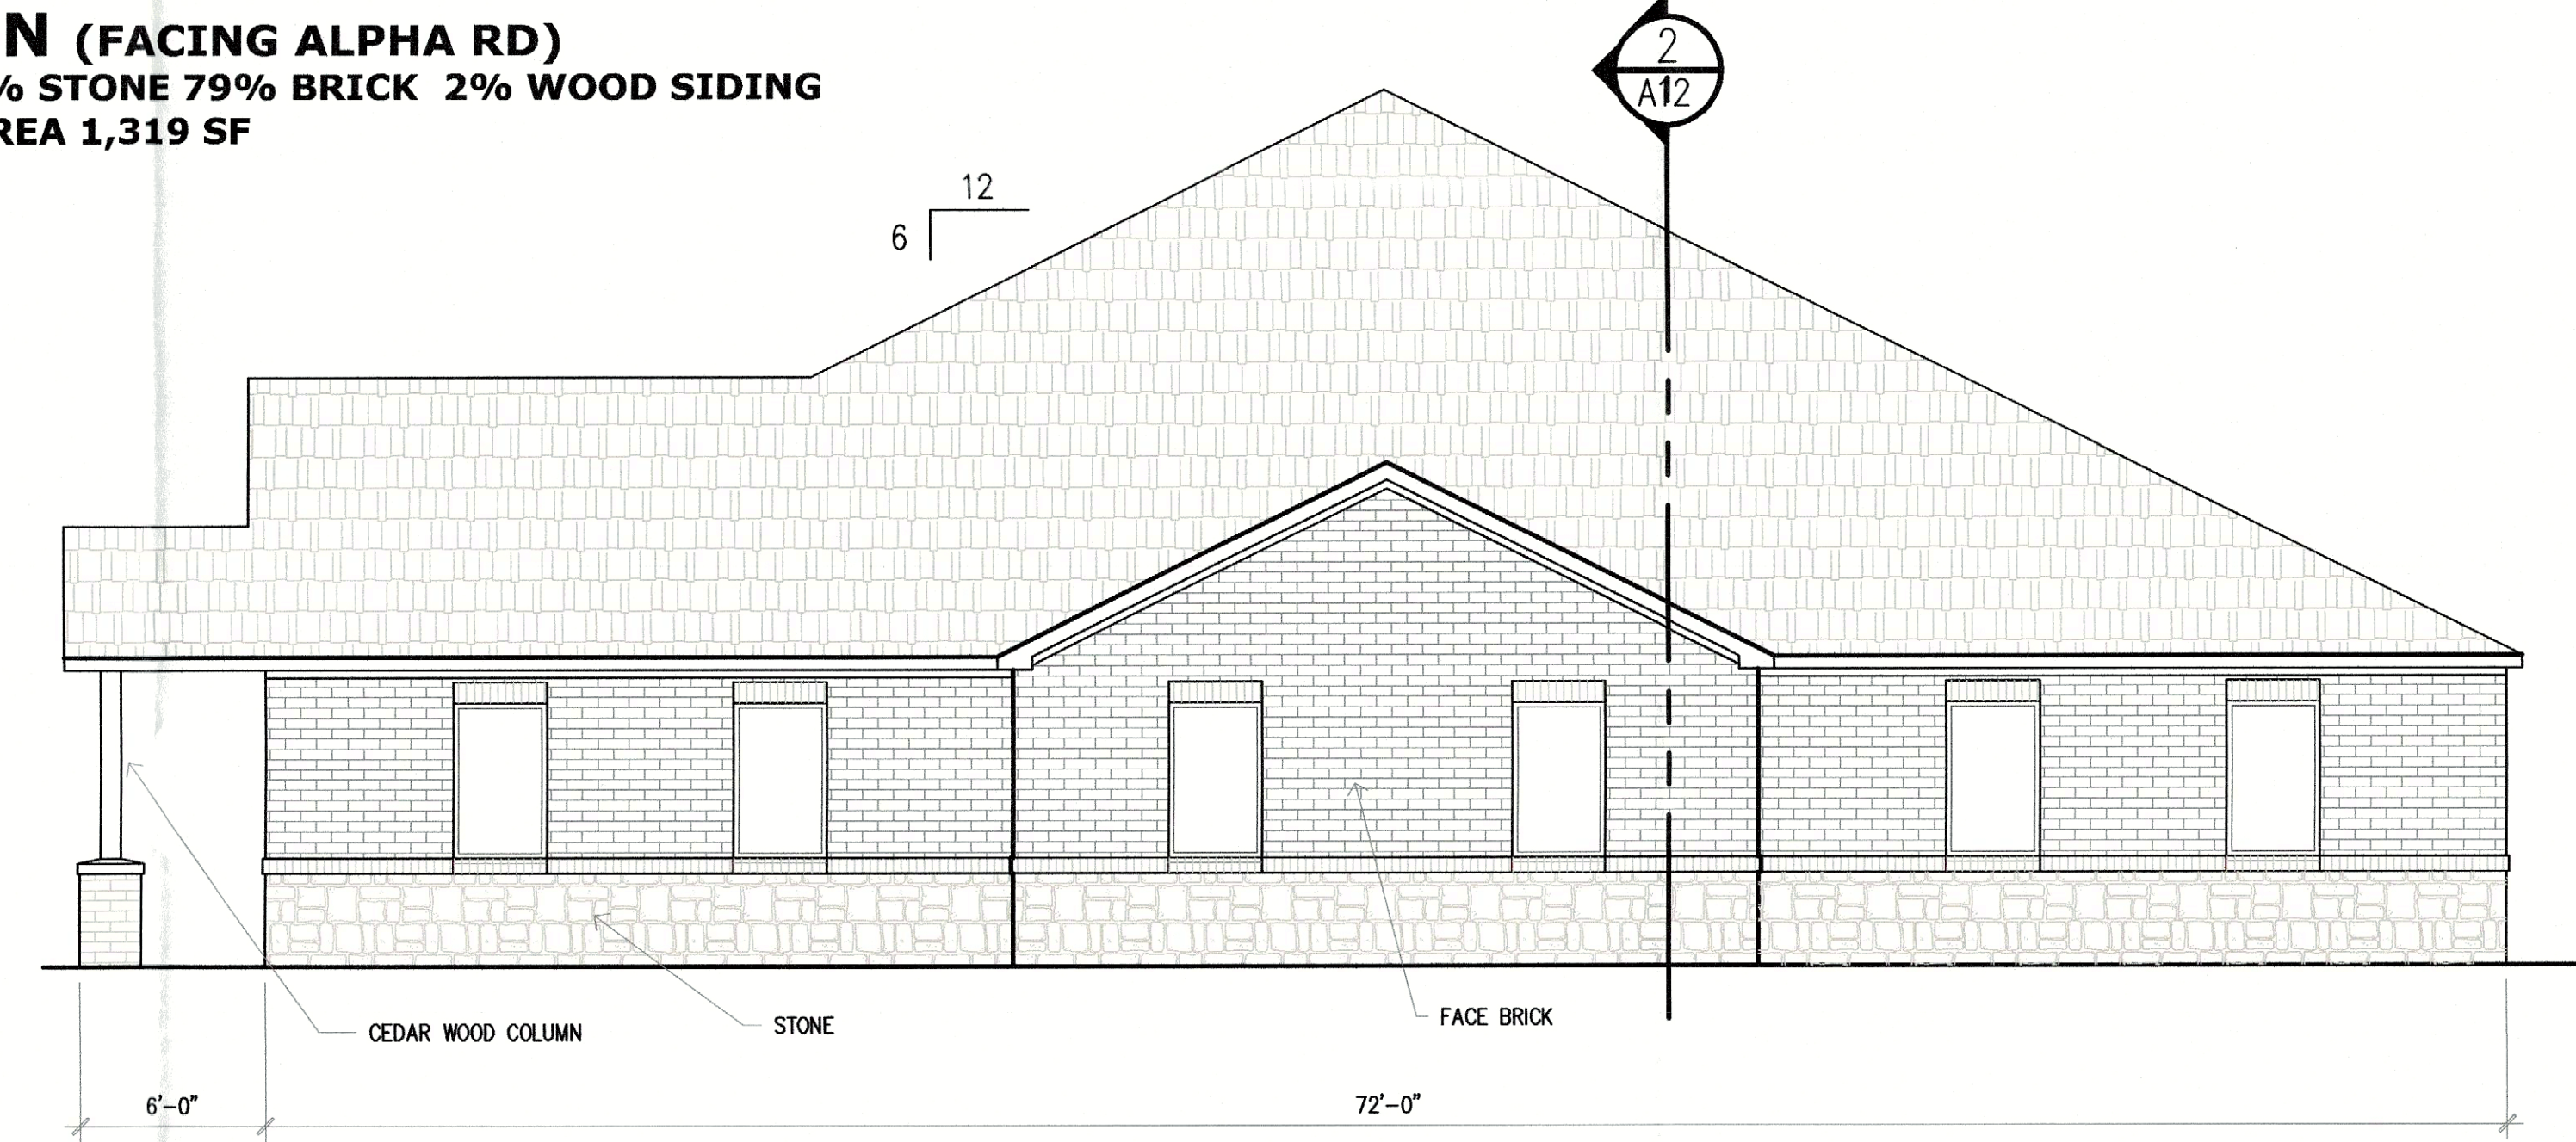 N (FACING ALPHA RD)
% STONE 79% BRICK 2% WOOD SIDING
REA 1,319 SF
2
A12
12
6
CEDAR WOOD COLUMN
STONE
FACE BRICK
6'-0"
72'-0"